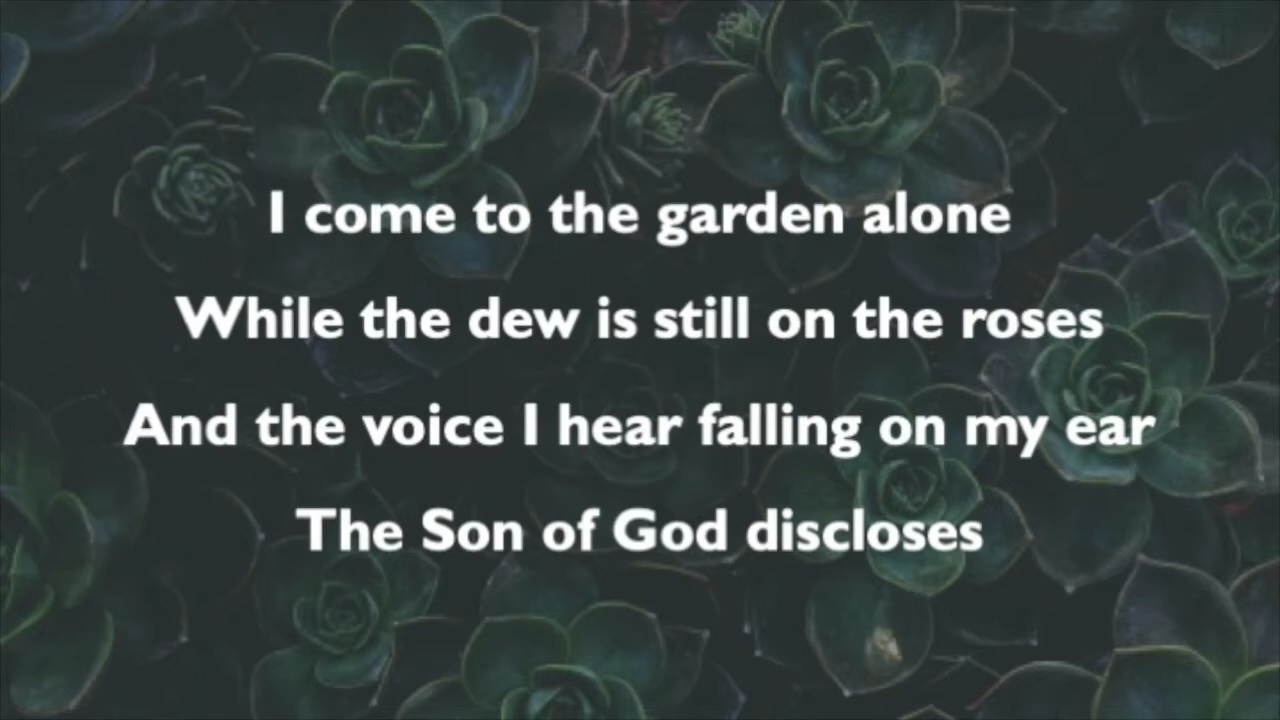 I come to the garden alone
While the dew is still on the roses
And the voice I hear falling on my ear
The Son of God discloses